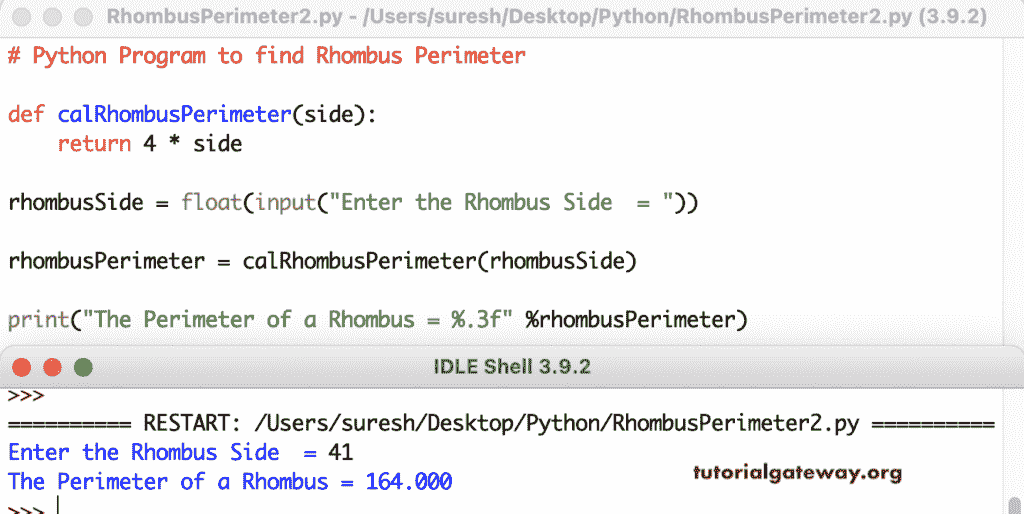 RhombusPerimeter2.py - /Users/suresh/Desktop/Python/RhombusPerimeter2.py (3.9.2)
# Python Program to find Rhombus Perimeter
def calRhombusPerimeter(side):
    return 4 * side
rhombusSide = float(input("Enter the Rhombus Side  = "))
rhombusPerimeter = calRhombusPerimeter(rhombusSide)
print("The Perimeter of a Rhombus = %.3f" %rhombusPerimeter)
IDLE Shell 3.9.2
>>>
========== RESTART: /Users/suresh/Desktop/Python/RhombusPerimeter2.py ==========
Enter the Rhombus Side  = 41
The Perimeter of a Rhombus = 164.000
tutorialgateway.org
>>>